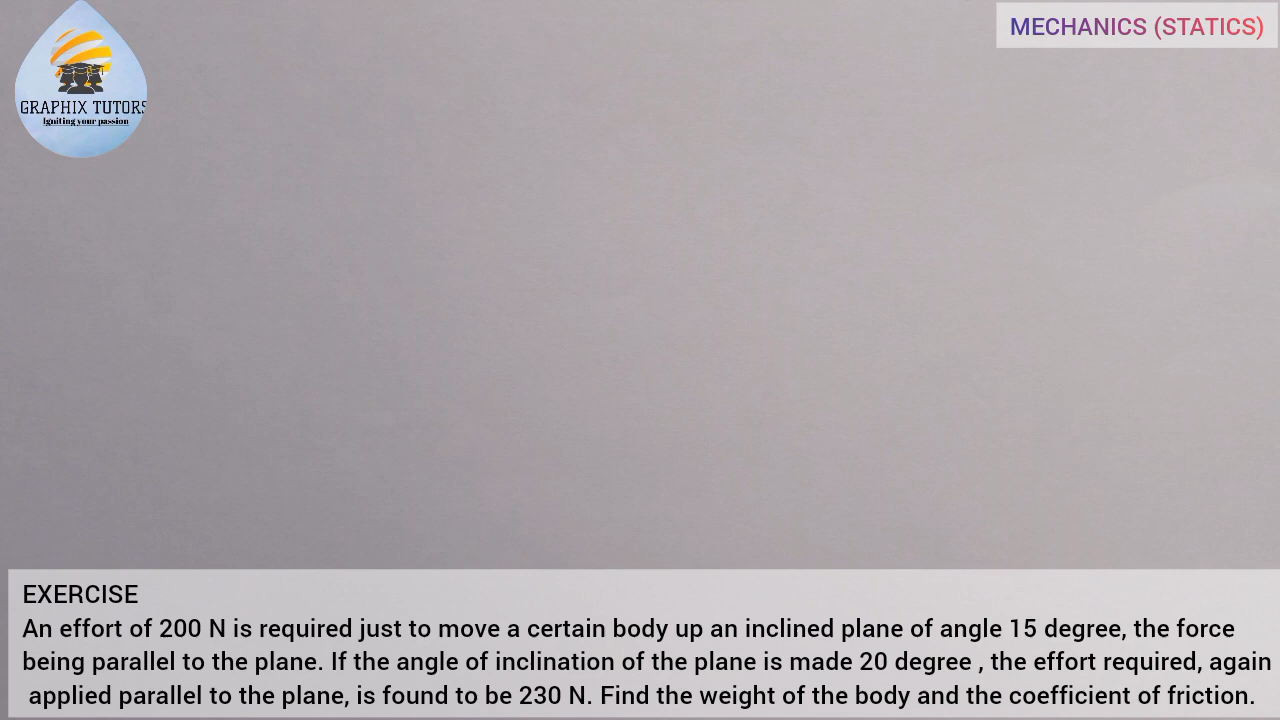 MECHANICS (STATICS)
GRAPHIX TUTORS
Igniting your passion
EXERCISE
An effort of 200 N is required just to move a certain body up an inclined plane of angle 15 degree, the force
being parallel to the plane. If the angle of inclination of the plane is made 20 degree , the effort required, again
applied parallel to the plane, is found to be 230 N. Find the weight of the body and the coefficient of friction.